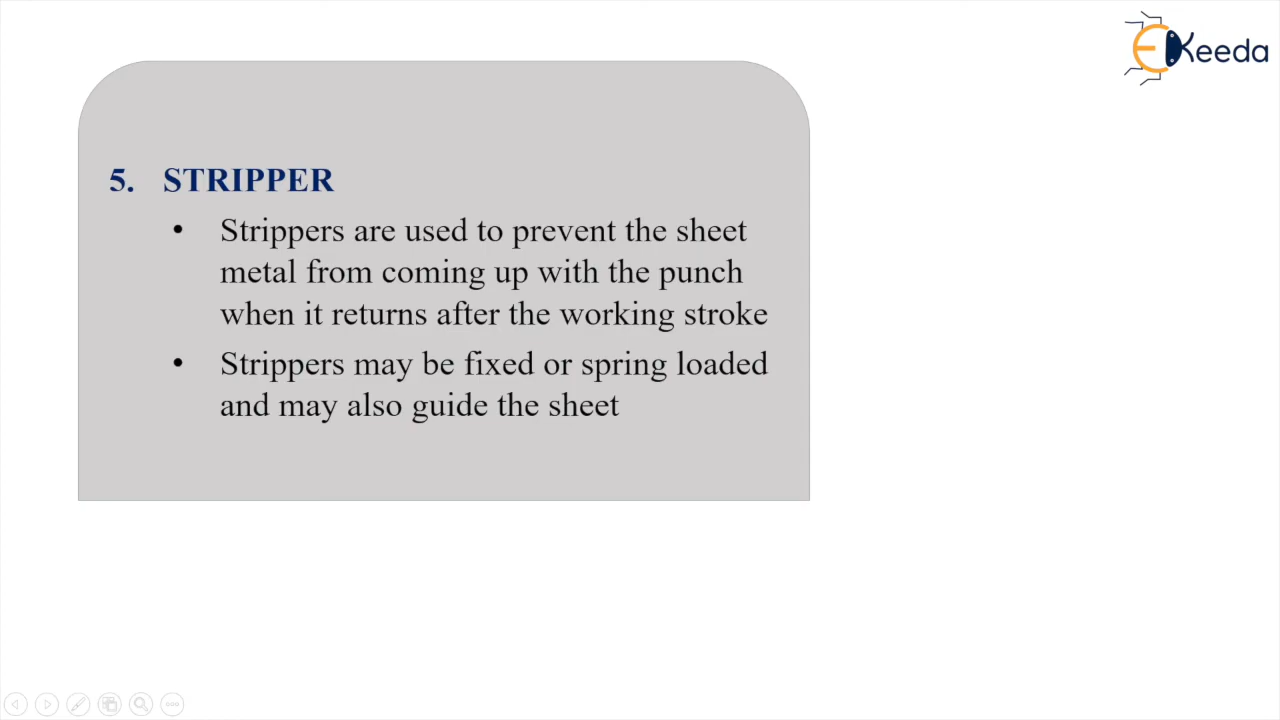 EKeeda
5. STRIPPER
• Strippers are used to prevent the sheet
metal from coming up with the punch
when it returns after the working stroke
• Strippers may be fixed or spring loaded
and may also guide the sheet